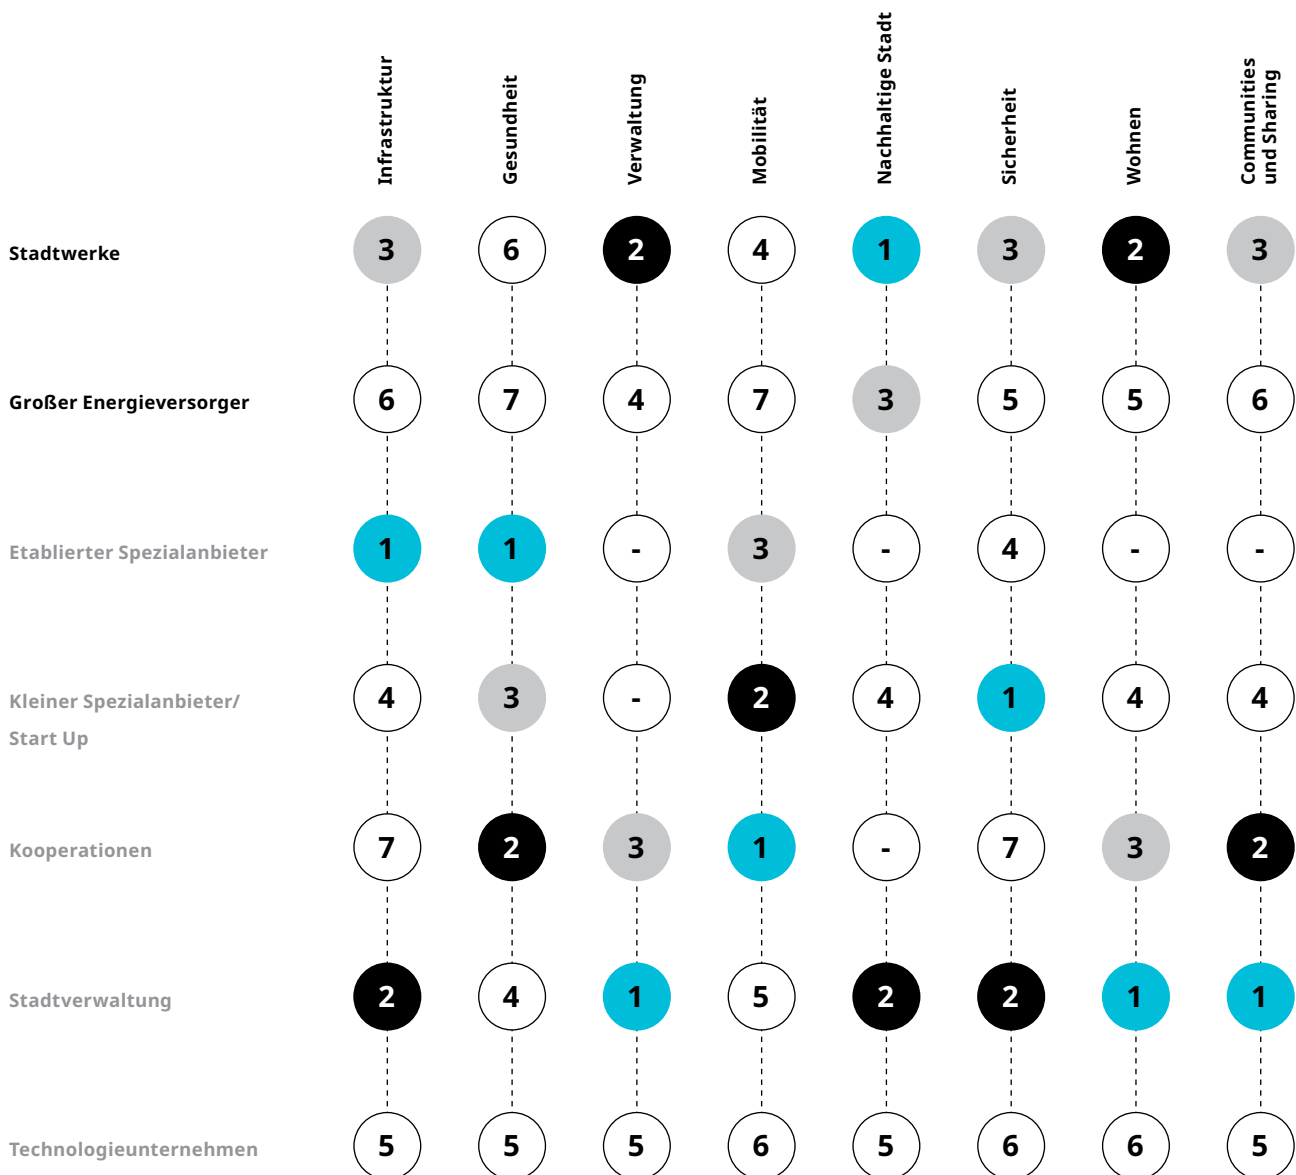 Infrastruktur
Gesundheit
Verwaltung
Mobilität
Nachhaltige Stadt
Sicherheit
Wohnen
Communities
und Sharing
Stadtwerke 3 6 2 4 1 3 2 3
Großer Energieversorger 6 7 4 7 3 5 5 6
Etablierter Spezialanbieter 1 1 - 3 - 4 - -
Kleiner Spezialanbieter/ 4 3 - 2 4 1 4 4
Start Up
Kooperationen 7 2 3 1 - 7 3 2
Stadtverwaltung 2 4 1 5 2 2 1 1
Technologieunternehmen 5 5 5 6 5 6 6 5